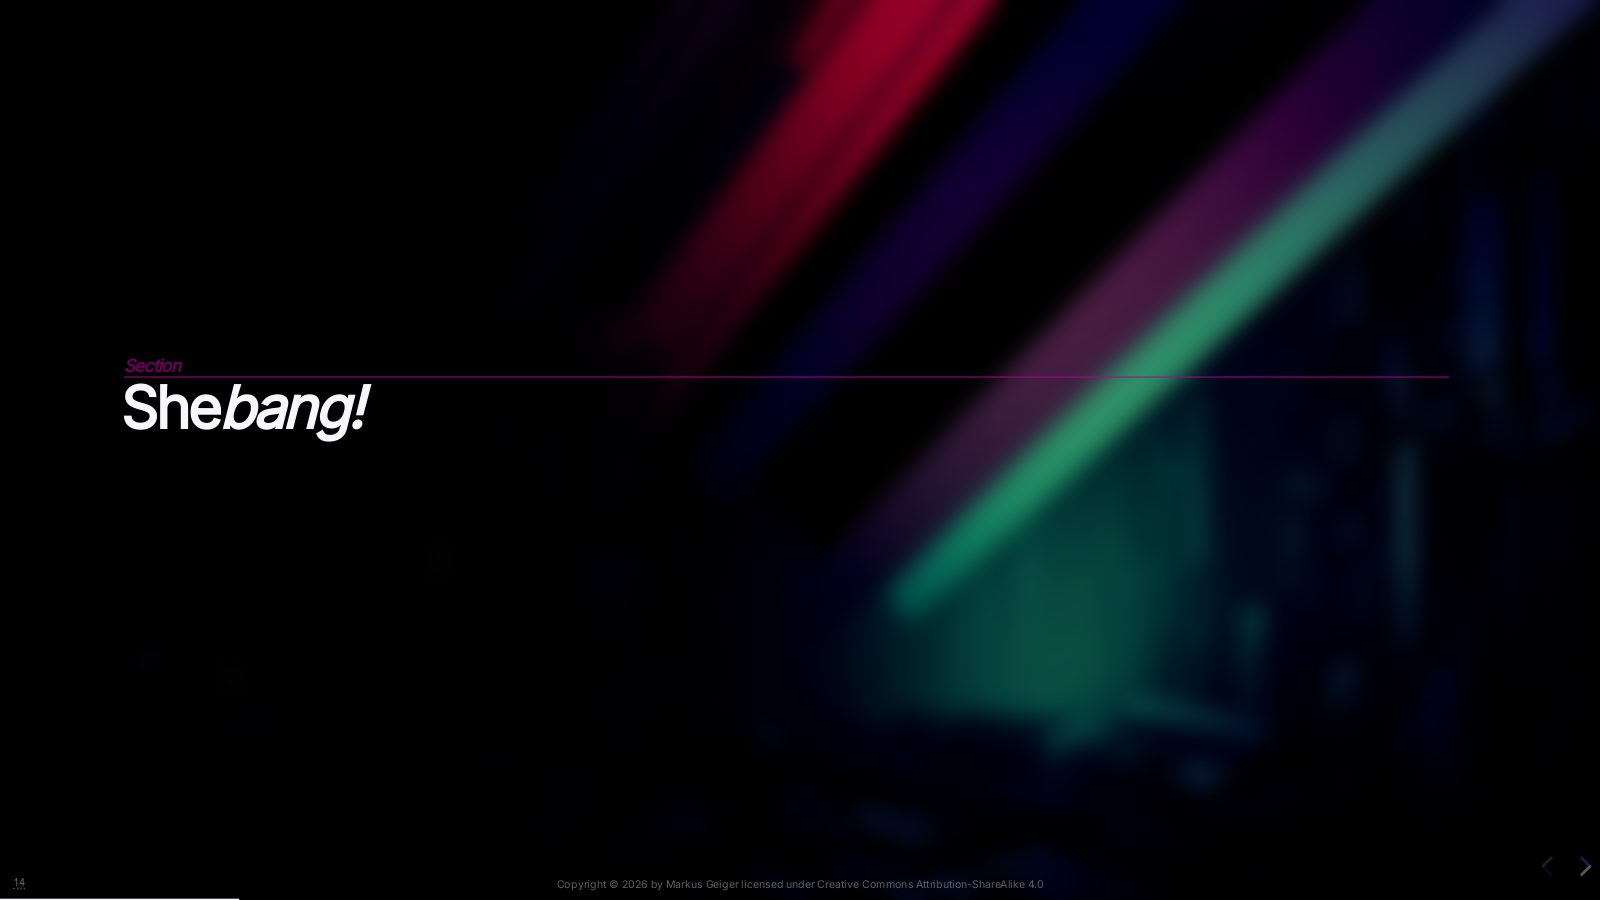 Section
Shebang!
14
Copyright © 2026 by Markus Geiger licensed under Creative Commons Attribution-ShareAlike 4.0